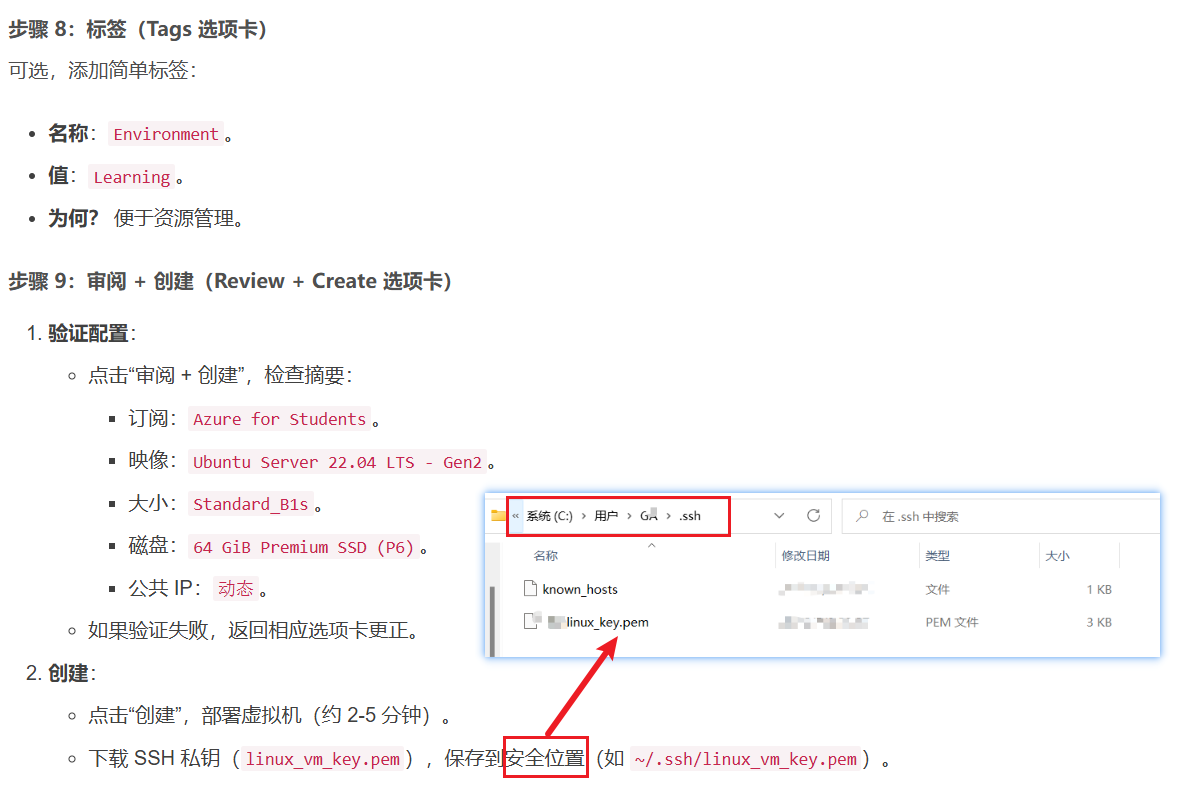 步骤 8：标签（Tags 选项卡）
可选，添加简单标签：
• 名称：Environment。
• 值：Learning。
• 为何？ 便于资源管理。
步骤 9：审阅 + 创建（Review + Create 选项卡）
1. 验证配置：
点击“审阅 + 创建”，检查摘要：
订阅：Azure for Students。
映像：Ubuntu Server 22.04 LTS - Gen2。
大小：Standard_B1s。
磁盘：64 GiB Premium SSD (P6)。
公共 IP：动态。
如果验证失败，返回相应选项卡更正。
2. 创建：
点击“创建”，部署虚拟机（约 2-5 分钟）。
下载 SSH 私钥（linux_vm_key.pem），保存到安全位置（如 ~/.ssh/linux_vm_key.pem）。
« 系统 (C:) › 用户 › GA › .ssh
在 .ssh 中搜索
名称 修改日期 类型 大小
known_hosts 文件 1 KB
linux_key.pem PEM 文件 3 KB